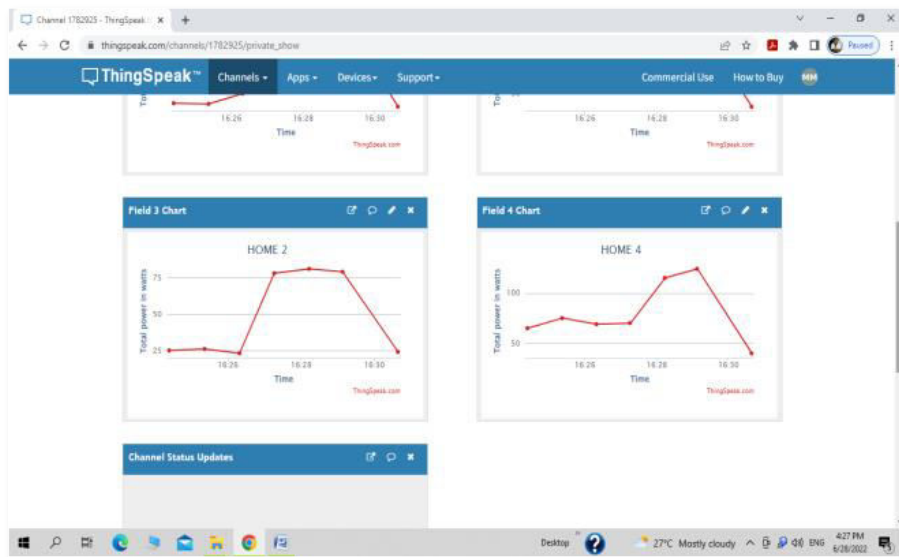 Channel 1782925 - ThingSpeak
thingspeak.com/channels/1782925/private_show
Paused
ThingSpeak™ Channels Apps Devices Support Commercial Use How to Buy MM
16:26 16:28 16:30
Time
ThingSpeak.com
16:26 16:28 16:30
Time
ThingSpeak.com
Field 3 Chart
HOME 2
Total power in watts
75
50
25
16:26 16:28 16:30
Time
ThingSpeak.com
Field 4 Chart
HOME 4
Total power in watts
100
50
16:26 16:28 16:30
Time
ThingSpeak.com
Channel Status Updates
Desktop
27°C Mostly cloudy
ENG
4:27 PM
6/28/2022